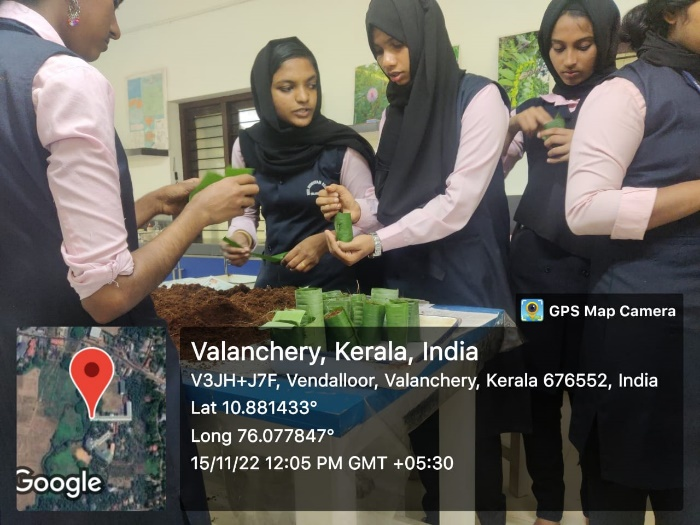 GPS Map Camera
Valanchery, Kerala, India
V3JH+J7F, Vendalloor, Valanchery, Kerala 676552, India
Lat 10.881433°
Long 76.077847°
15/11/22 12:05 PM GMT +05:30
Google